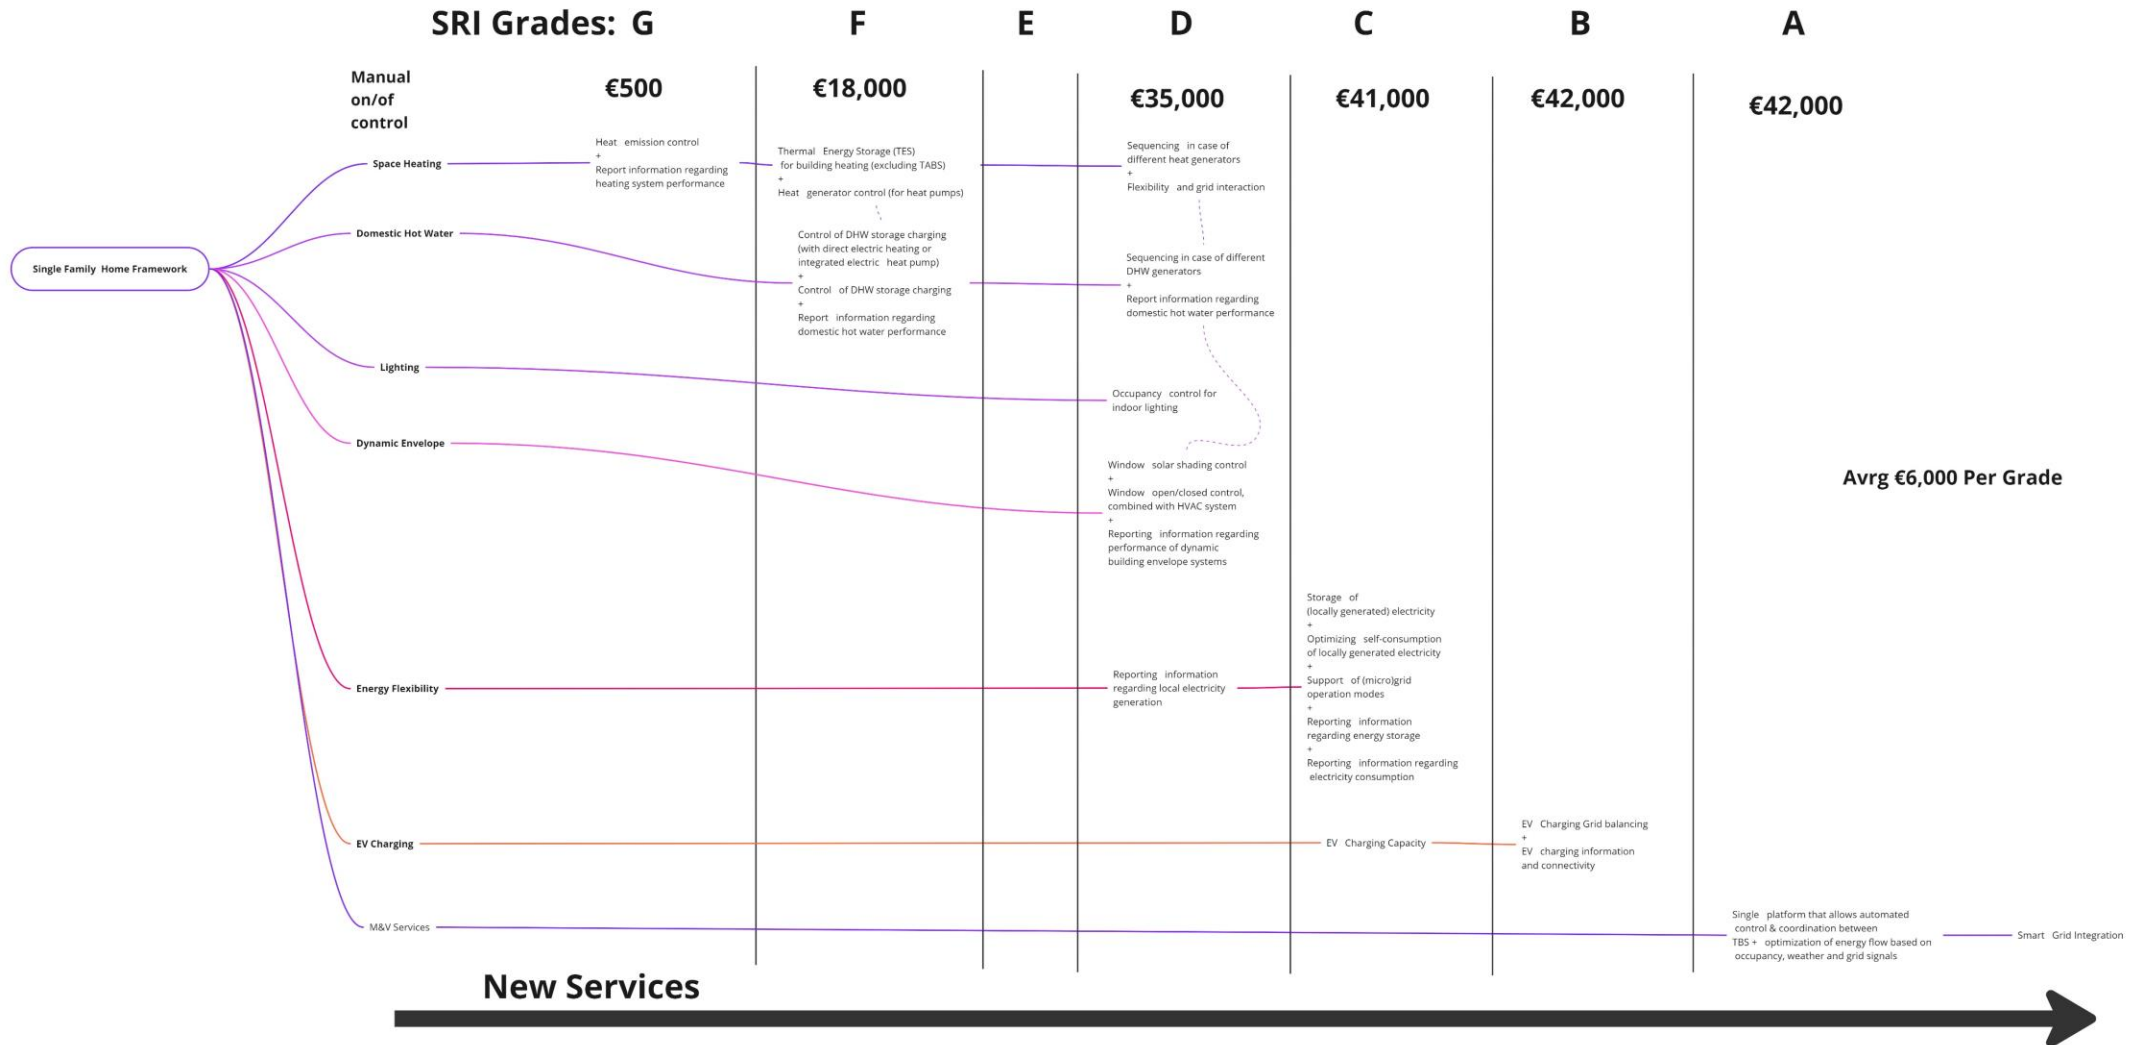 SRI Grades: G F E D C B A
Manual
on/of
control
€500
€18,000
€35,000
€41,000
€42,000
€42,000
Single Family Home Framework
Space Heating
Heat emission control
+
Report information regarding
heating system performance
Thermal Energy Storage (TES)
for building heating (excluding TABS)
+
Heat generator control (for heat pumps)
Sequencing in case of
different heat generators
+
Flexibility and grid interaction
Domestic Hot Water
Control of DHW storage charging
(with direct electric heating or
integrated electric heat pump)
+
Control of DHW storage charging
+
Report information regarding
domestic hot water performance
Sequencing in case of different
DHW generators
+
Report information regarding
domestic hot water performance
Lighting
Occupancy control for
indoor lighting
Dynamic Envelope
Window solar shading control
+
Window open/closed control,
combined with HVAC system
+
Reporting information regarding
performance of dynamic
building envelope systems
Avrg €6,000 Per Grade
Energy Flexibility
Reporting information
regarding local electricity
generation
Storage of
(locally generated) electricity
+
Optimizing self-consumption
of locally generated electricity
+
Support of (micro)grid
operation modes
+
Reporting information
regarding energy storage
+
Reporting information regarding
electricity consumption
EV Charging
EV Charging Capacity
EV Charging Grid balancing
+
EV charging information
and connectivity
M&V Services
Single platform that allows automated
control & coordination between
TBS + optimization of energy flow based on
occupancy, weather and grid signals
Smart Grid Integration
New Services